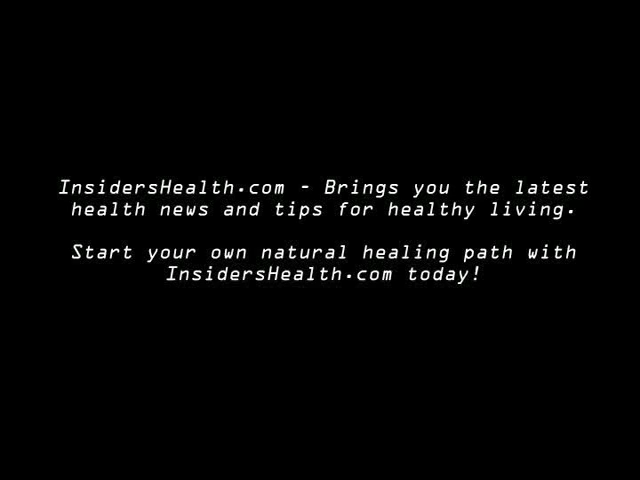 InsidersHealth.com - Brings you the latest
health news and tips for healthy living.
Start your own natural healing path with
InsidersHealth.com today!